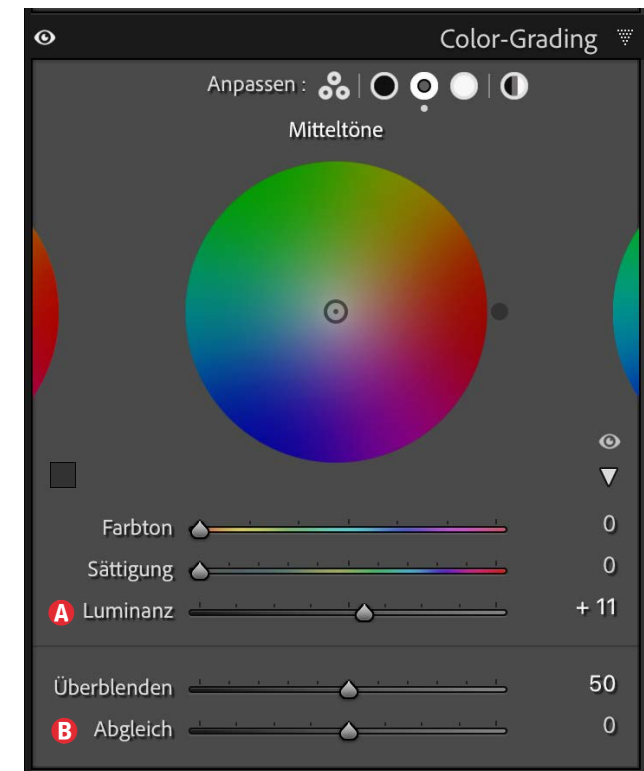 Color-Grading
Anpassen :
Mitteltöne
Farbton 0
Sättigung 0
A Luminanz + 11
Überblenden 50
B Abgleich 0